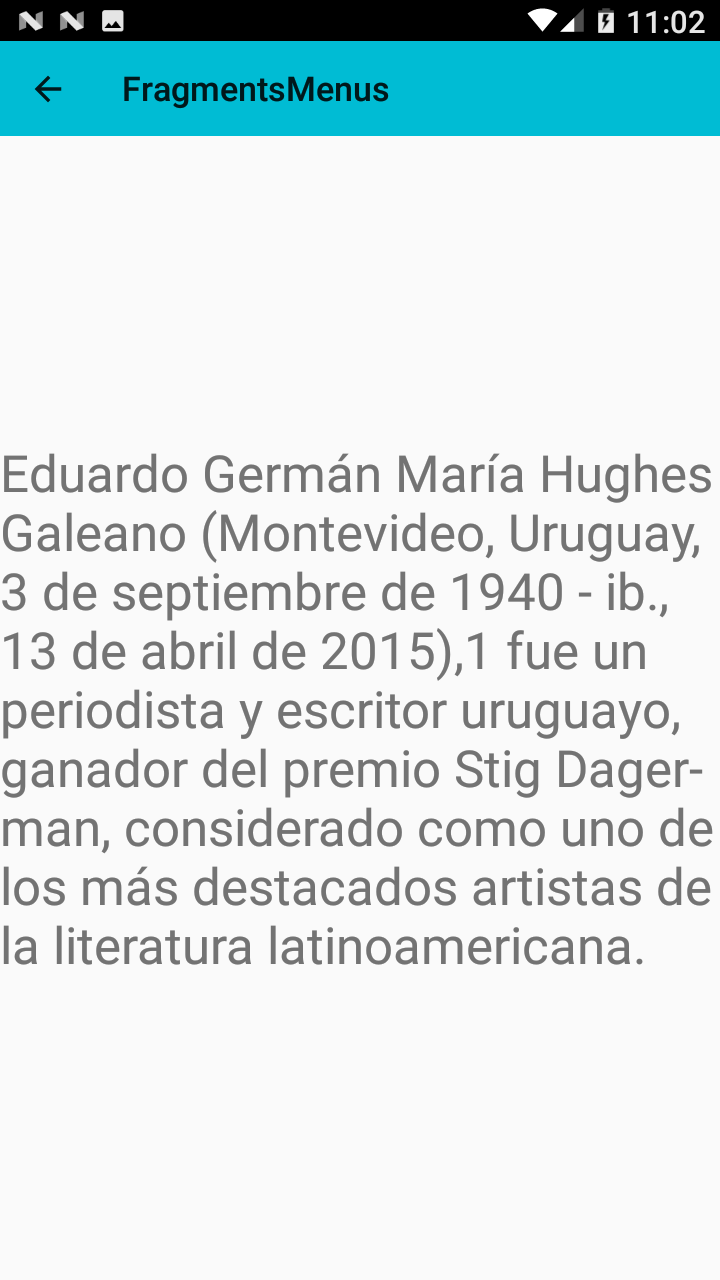 11:02
FragmentsMenus
Eduardo Germán María Hughes
Galeano (Montevideo, Uruguay,
3 de septiembre de 1940 - ib.,
13 de abril de 2015),1 fue un
periodista y escritor uruguayo,
ganador del premio Stig Dager-
man, considerado como uno de
los más destacados artistas de
la literatura latinoamericana.